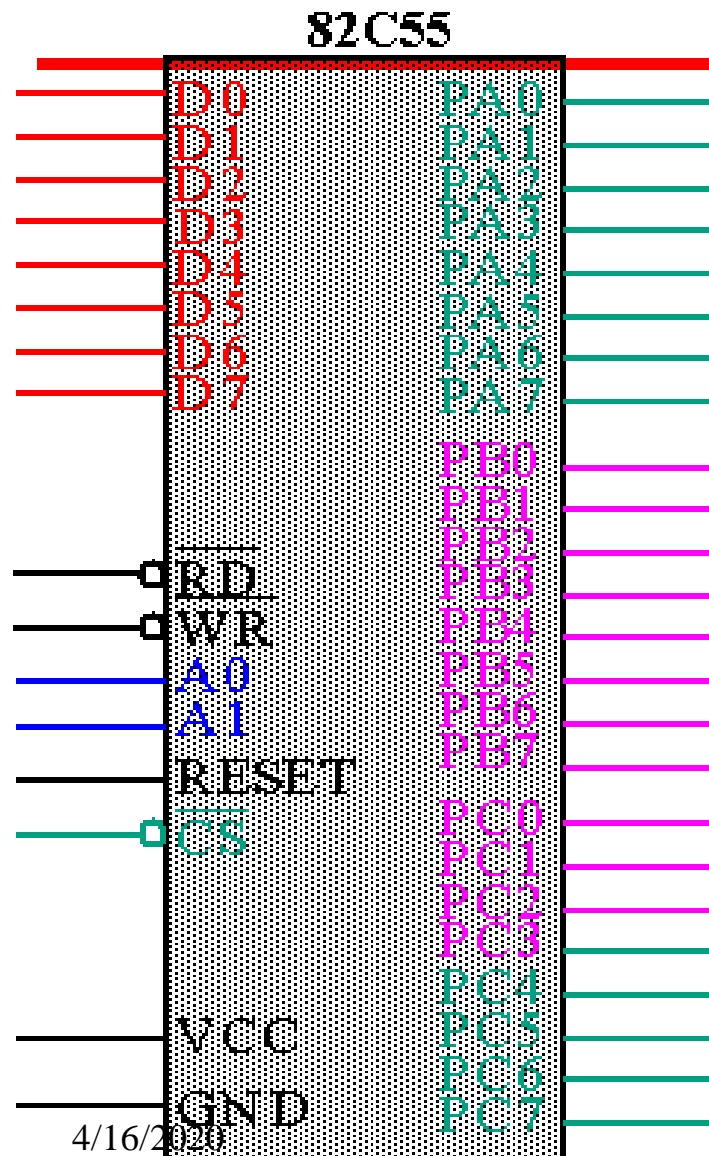 82C55
D0
D1
D2
D3
D4
D5
D6
D7
RD
WR
A0
A1
RESET
CS
VCC
GND
PA0
PA1
PA2
PA3
PA4
PA5
PA6
PA7
PB0
PB1
PB2
PB3
PB4
PB5
PB6
PB7
PC0
PC1
PC2
PC3
PC4
PC5
PC6
PC7
4/16/2020